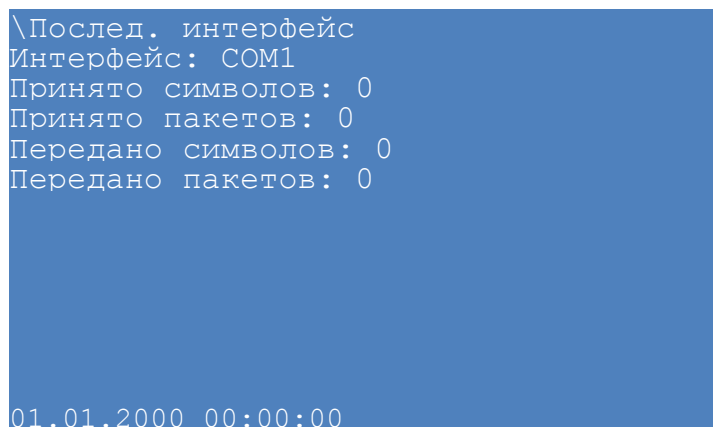 \Послед. интерфейс
Интерфейс: COM1
Принято символов: 0
Принято пакетов: 0
Передано символов: 0
Передано пакетов: 0
01.01.2000 00:00:00